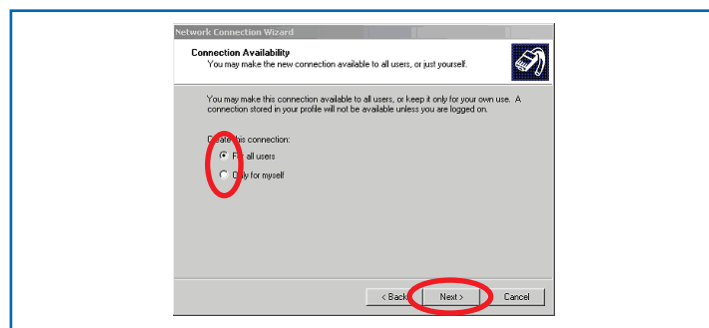 Network Connection Wizard
Connection Availability
You may make the new connection available to all users, or just yourself.
You may make this connection available to all users, or keep it only for your own use. A
connection stored in your profile will not be available unless you are logged on.
Create this connection:
For all users
Only for myself
< Back
Next >
Cancel